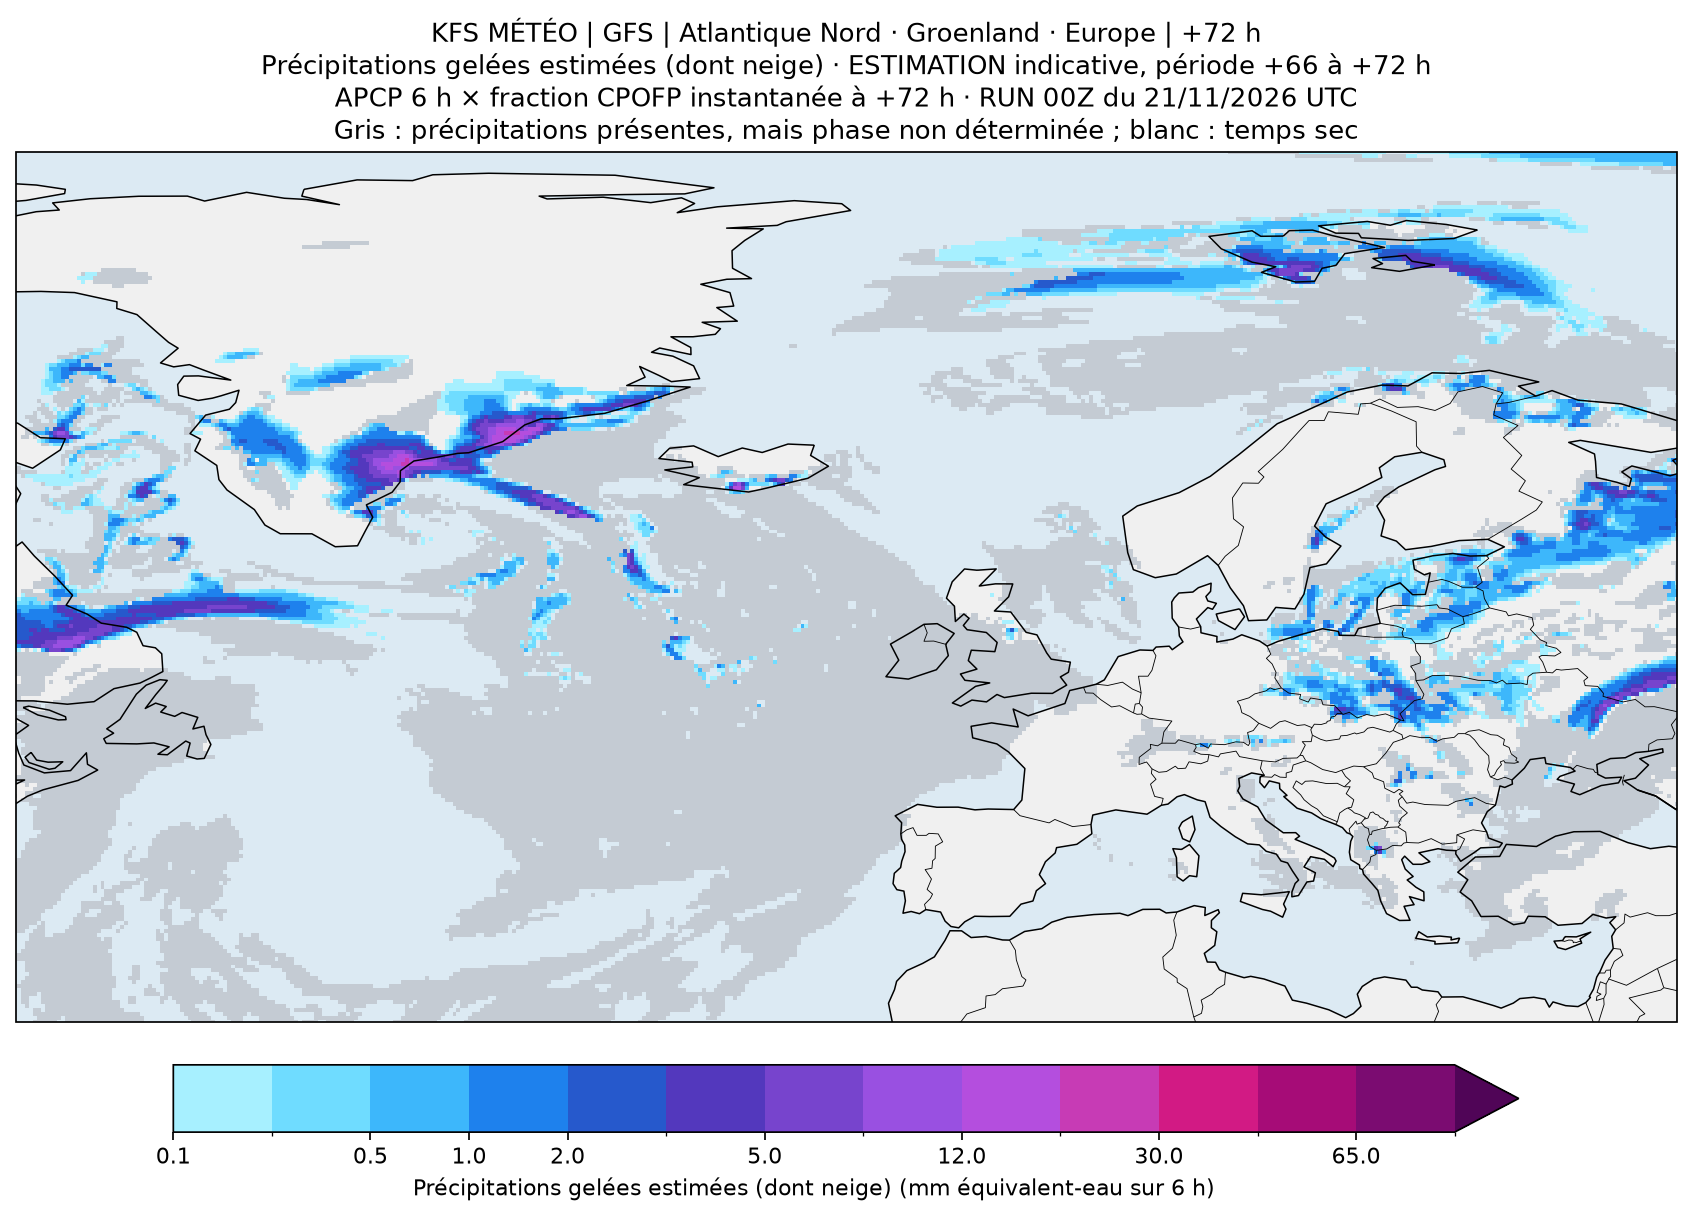 KFS MÉTÉO | GFS | Atlantique Nord · Groenland · Europe | +72 h
Précipitations gelées estimées (dont neige) · ESTIMATION indicative, période +66 à +72 h
APCP 6 h × fraction CPOFP instantanée à +72 h · RUN 00Z du 21/11/2026 UTC
Gris : précipitations présentes, mais phase non déterminée ; blanc : temps sec
0.1 0.5 1.0 2.0 5.0 12.0 30.0 65.0
Précipitations gelées estimées (dont neige) (mm équivalent-eau sur 6 h)